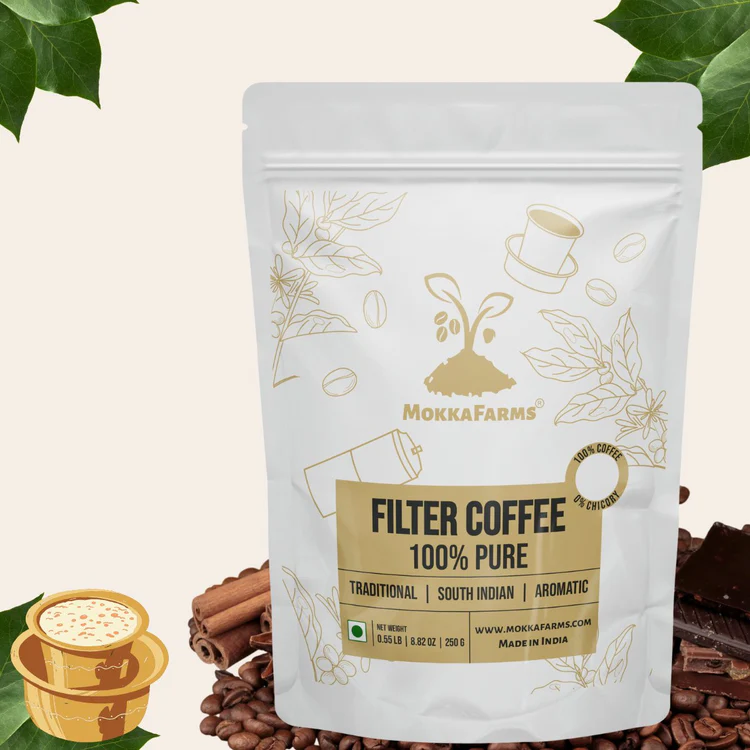 MOKKAFARMS®
100% COFFEE
0% CHICORY
FILTER COFFEE
100% PURE
TRADITIONAL | SOUTH INDIAN | AROMATIC
NET WEIGHT
0.55 LB | 8.82 OZ | 250 G
WWW.MOKKAFARMS.COM
MADE IN INDIA